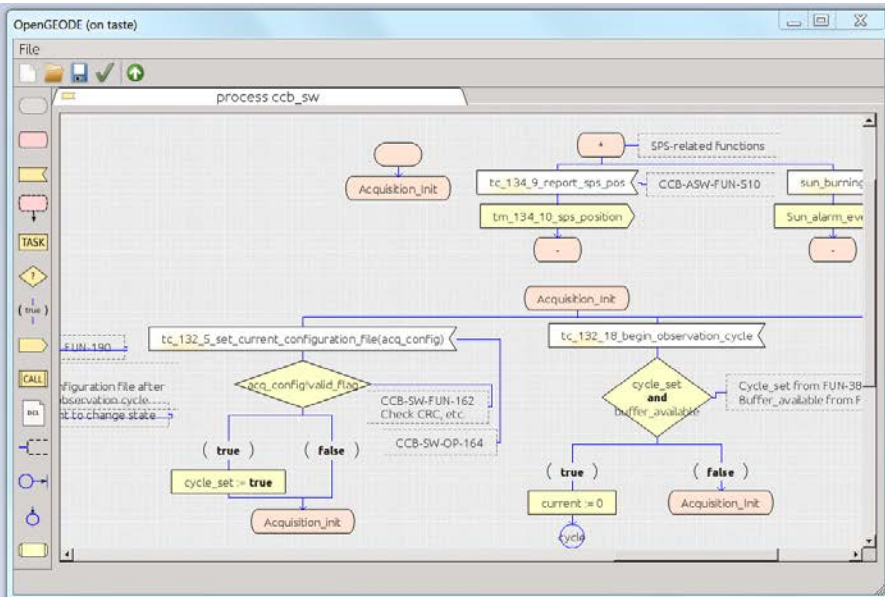 OpenGEODE (on taste)
File
process ccb_sw
+
SPS-related functions
Acquisition_Init
tc_134_9_report_sps_pos
CCB-ASW-FUN-510
sun_burning
tm_134_10_sps_position
Sun_alarm_eve
-
-
TASK
?
( true )
CALL
DCL
Acquisition_Init
tc_132_5_set_current_configuration_file(acq_config)
tc_132_18_begin_observation_cycle
FUN-190
acq_config!valid_flag
nfiguration file after
observation cycle
nt to change state
CCB-SW-FUN-162
Check CRC, etc.
CCB-SW-OP-164
cycle_set
and
buffer_available
Cycle_set from FUN-38
Buffer_available from F
( true )
( false )
cycle_set := true
Acquisition_Init
( true )
( false )
current := 0
Acquisition_Init
cycle